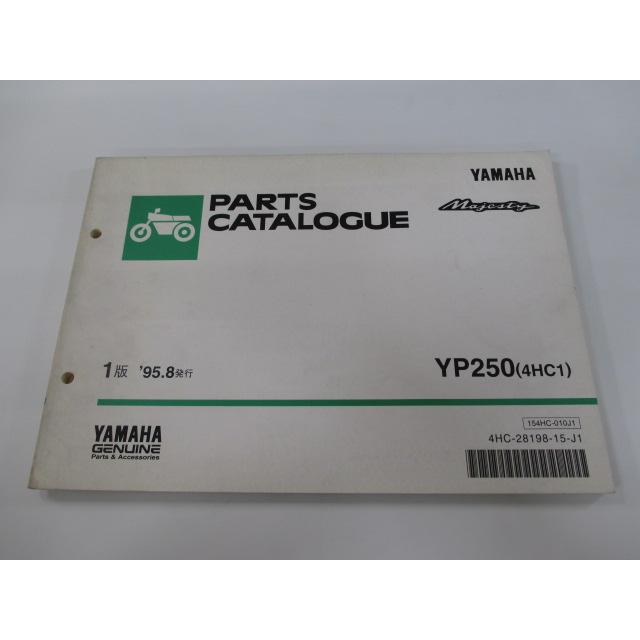 YAMAHA
Majesty
PARTS
CATALOGUE
1版 '95.8発行
YP250(4HC1)
154HC-010J1
4HC-28198-15-J1
YAMAHA
GENUINE
Parts & Accessories